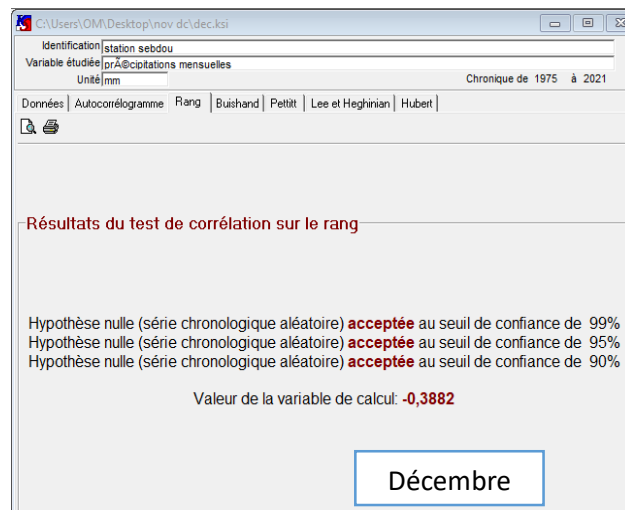 C:\Users\OM\Desktop\nov dc\dec.ksi
Identification station sebdou
Variable étudiée prÃ©cipitations mensuelles
Unité mm Chronique de 1975 à 2021
Données Autocorrélogramme Rang Buishand Pettitt Lee et Heghinian Hubert
Résultats du test de corrélation sur le rang
Hypothèse nulle (série chronologique aléatoire) acceptée au seuil de confiance de 99%
Hypothèse nulle (série chronologique aléatoire) acceptée au seuil de confiance de 95%
Hypothèse nulle (série chronologique aléatoire) acceptée au seuil de confiance de 90%
Valeur de la variable de calcul: -0,3882
Décembre